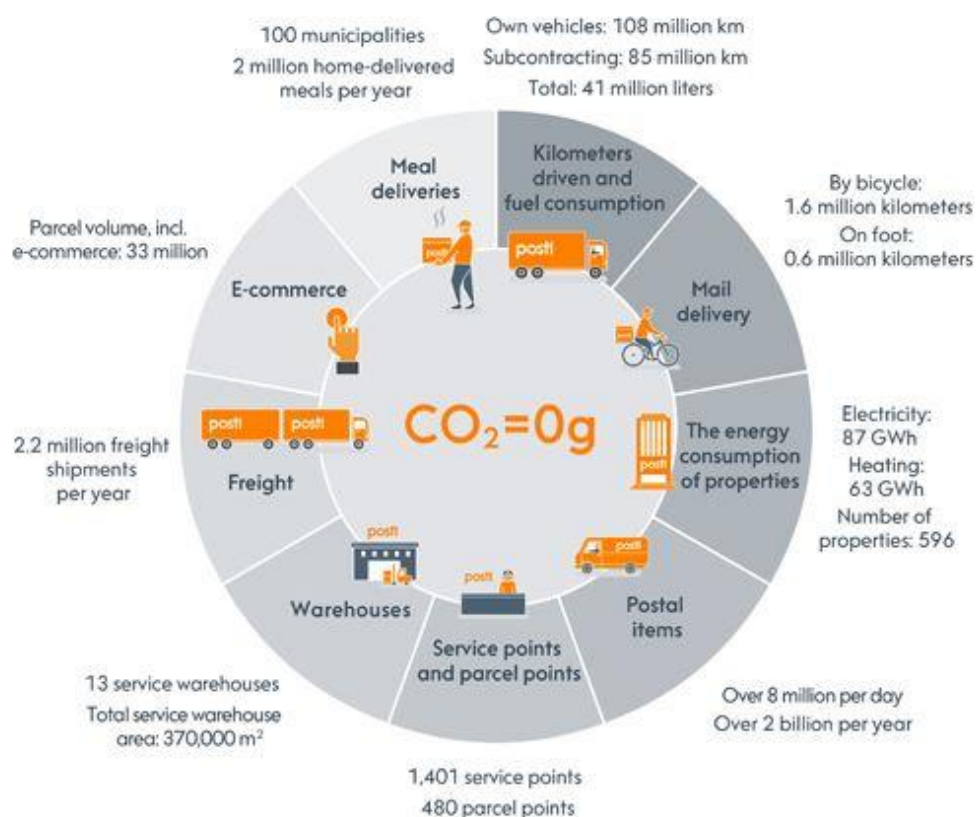 100 municipalities
2 million home-delivered
meals per year
Own vehicles: 108 million km
Subcontracting: 85 million km
Total: 41 million liters
Meal
deliveries
Kilometers
driven and
fuel consumption
By bicycle:
1.6 million kilometers
On foot:
0.6 million kilometers
Parcel volume, incl.
e-commerce: 33 million
posti
posti
E-commerce
Mail
delivery
CO₂=0g
posti
posti
2.2 million freight
shipments
per year
Freight
The energy
consumption
of properties
posti
Electricity:
87 GWh
Heating:
63 GWh
Number of
properties: 596
posti
posti
posti
Warehouses
Postal
items
Service points
and parcel points
13 service warehouses
Total service warehouse
area: 370,000 m²
Over 8 million per day
Over 2 billion per year
1,401 service points
480 parcel points